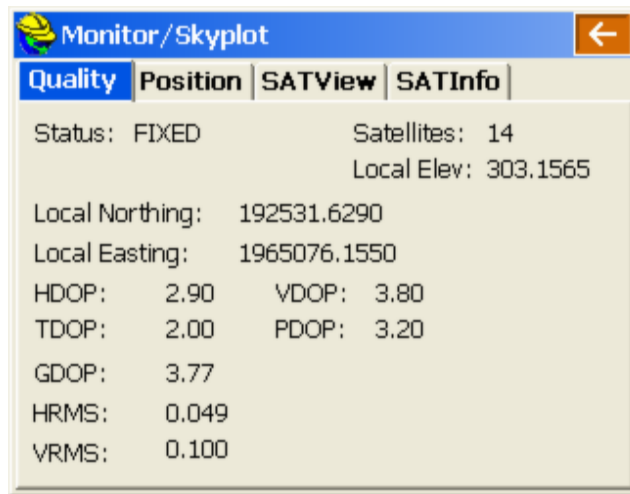 Monitor/Skyplot
Quality Position SATView SATInfo
Status: FIXED Satellites: 14
Local Elev: 303.1565
Local Northing: 192531.6290
Local Easting: 1965076.1550
HDOP: 2.90 VDOP: 3.80
TDOP: 2.00 PDOP: 3.20
GDOP: 3.77
HRMS: 0.049
VRMS: 0.100